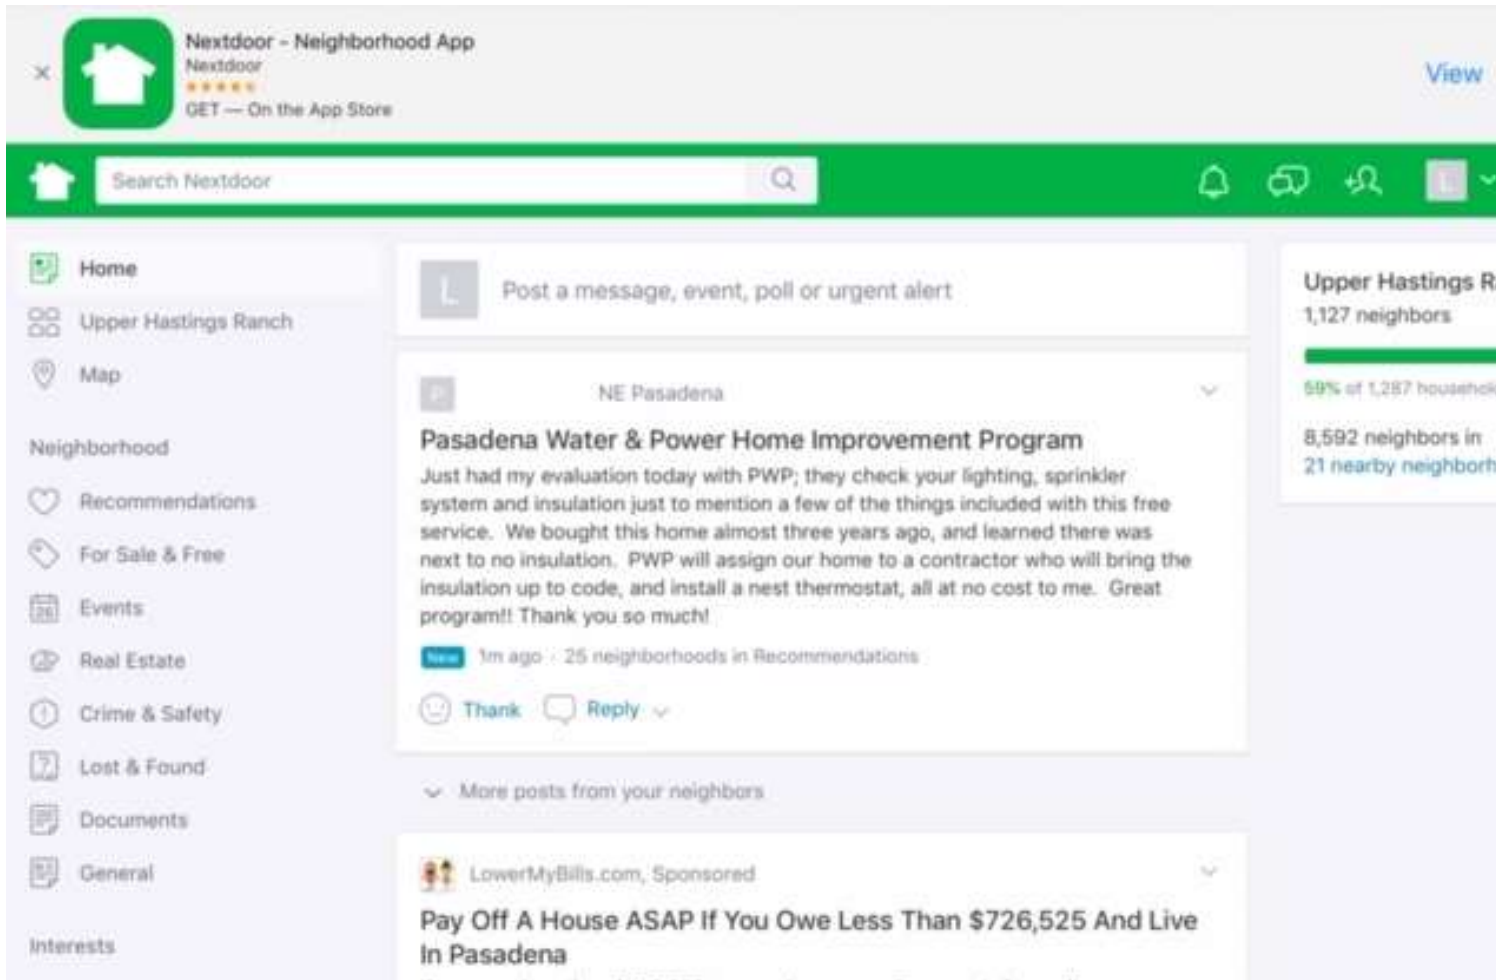 Nextdoor - Neighborhood App
Nextdoor
GET — On the App Store
View
Search Nextdoor
L
Home
Upper Hastings Ranch
Map
Neighborhood
Recommendations
For Sale & Free
Events
Real Estate
Crime & Safety
Lost & Found
Documents
General
Interests
L
Post a message, event, poll or urgent alert
P
NE Pasadena
Pasadena Water & Power Home Improvement Program
Just had my evaluation today with PWP; they check your lighting, sprinkler
system and insulation just to mention a few of the things included with this free
service. We bought this home almost three years ago, and learned there was
next to no insulation. PWP will assign our home to a contractor who will bring the
insulation up to code, and install a nest thermostat, all at no cost to me. Great
program!! Thank you so much!
New 1m ago · 25 neighborhoods in Recommendations
Thank Reply
More posts from your neighbors
LowerMyBills.com, Sponsored
Pay Off A House ASAP If You Owe Less Than $726,525 And Live
In Pasadena
Upper Hastings R
1,127 neighbors
59% of 1,287 househol
8,592 neighbors in
21 nearby neighborh